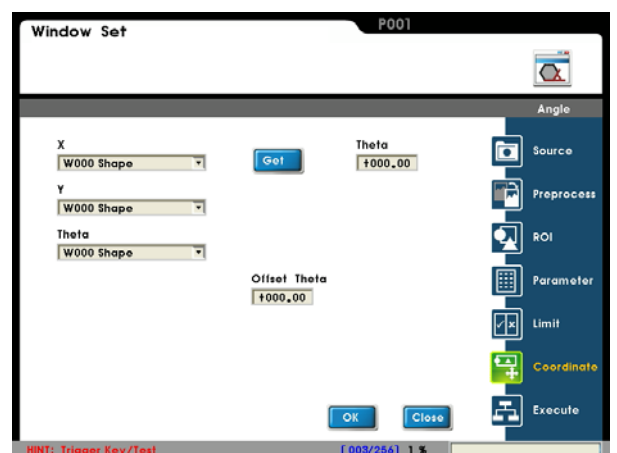 Window Set
P001
Angle
X
W000 Shape
Get
Theta
+000.00
Y
W000 Shape
Theta
W000 Shape
Offset Theta
+000.00
OK
Close
Source
Preprocess
ROI
Parameter
Limit
Coordinate
Execute
HINT: Trigger Key/Test
[003/256] 1 %